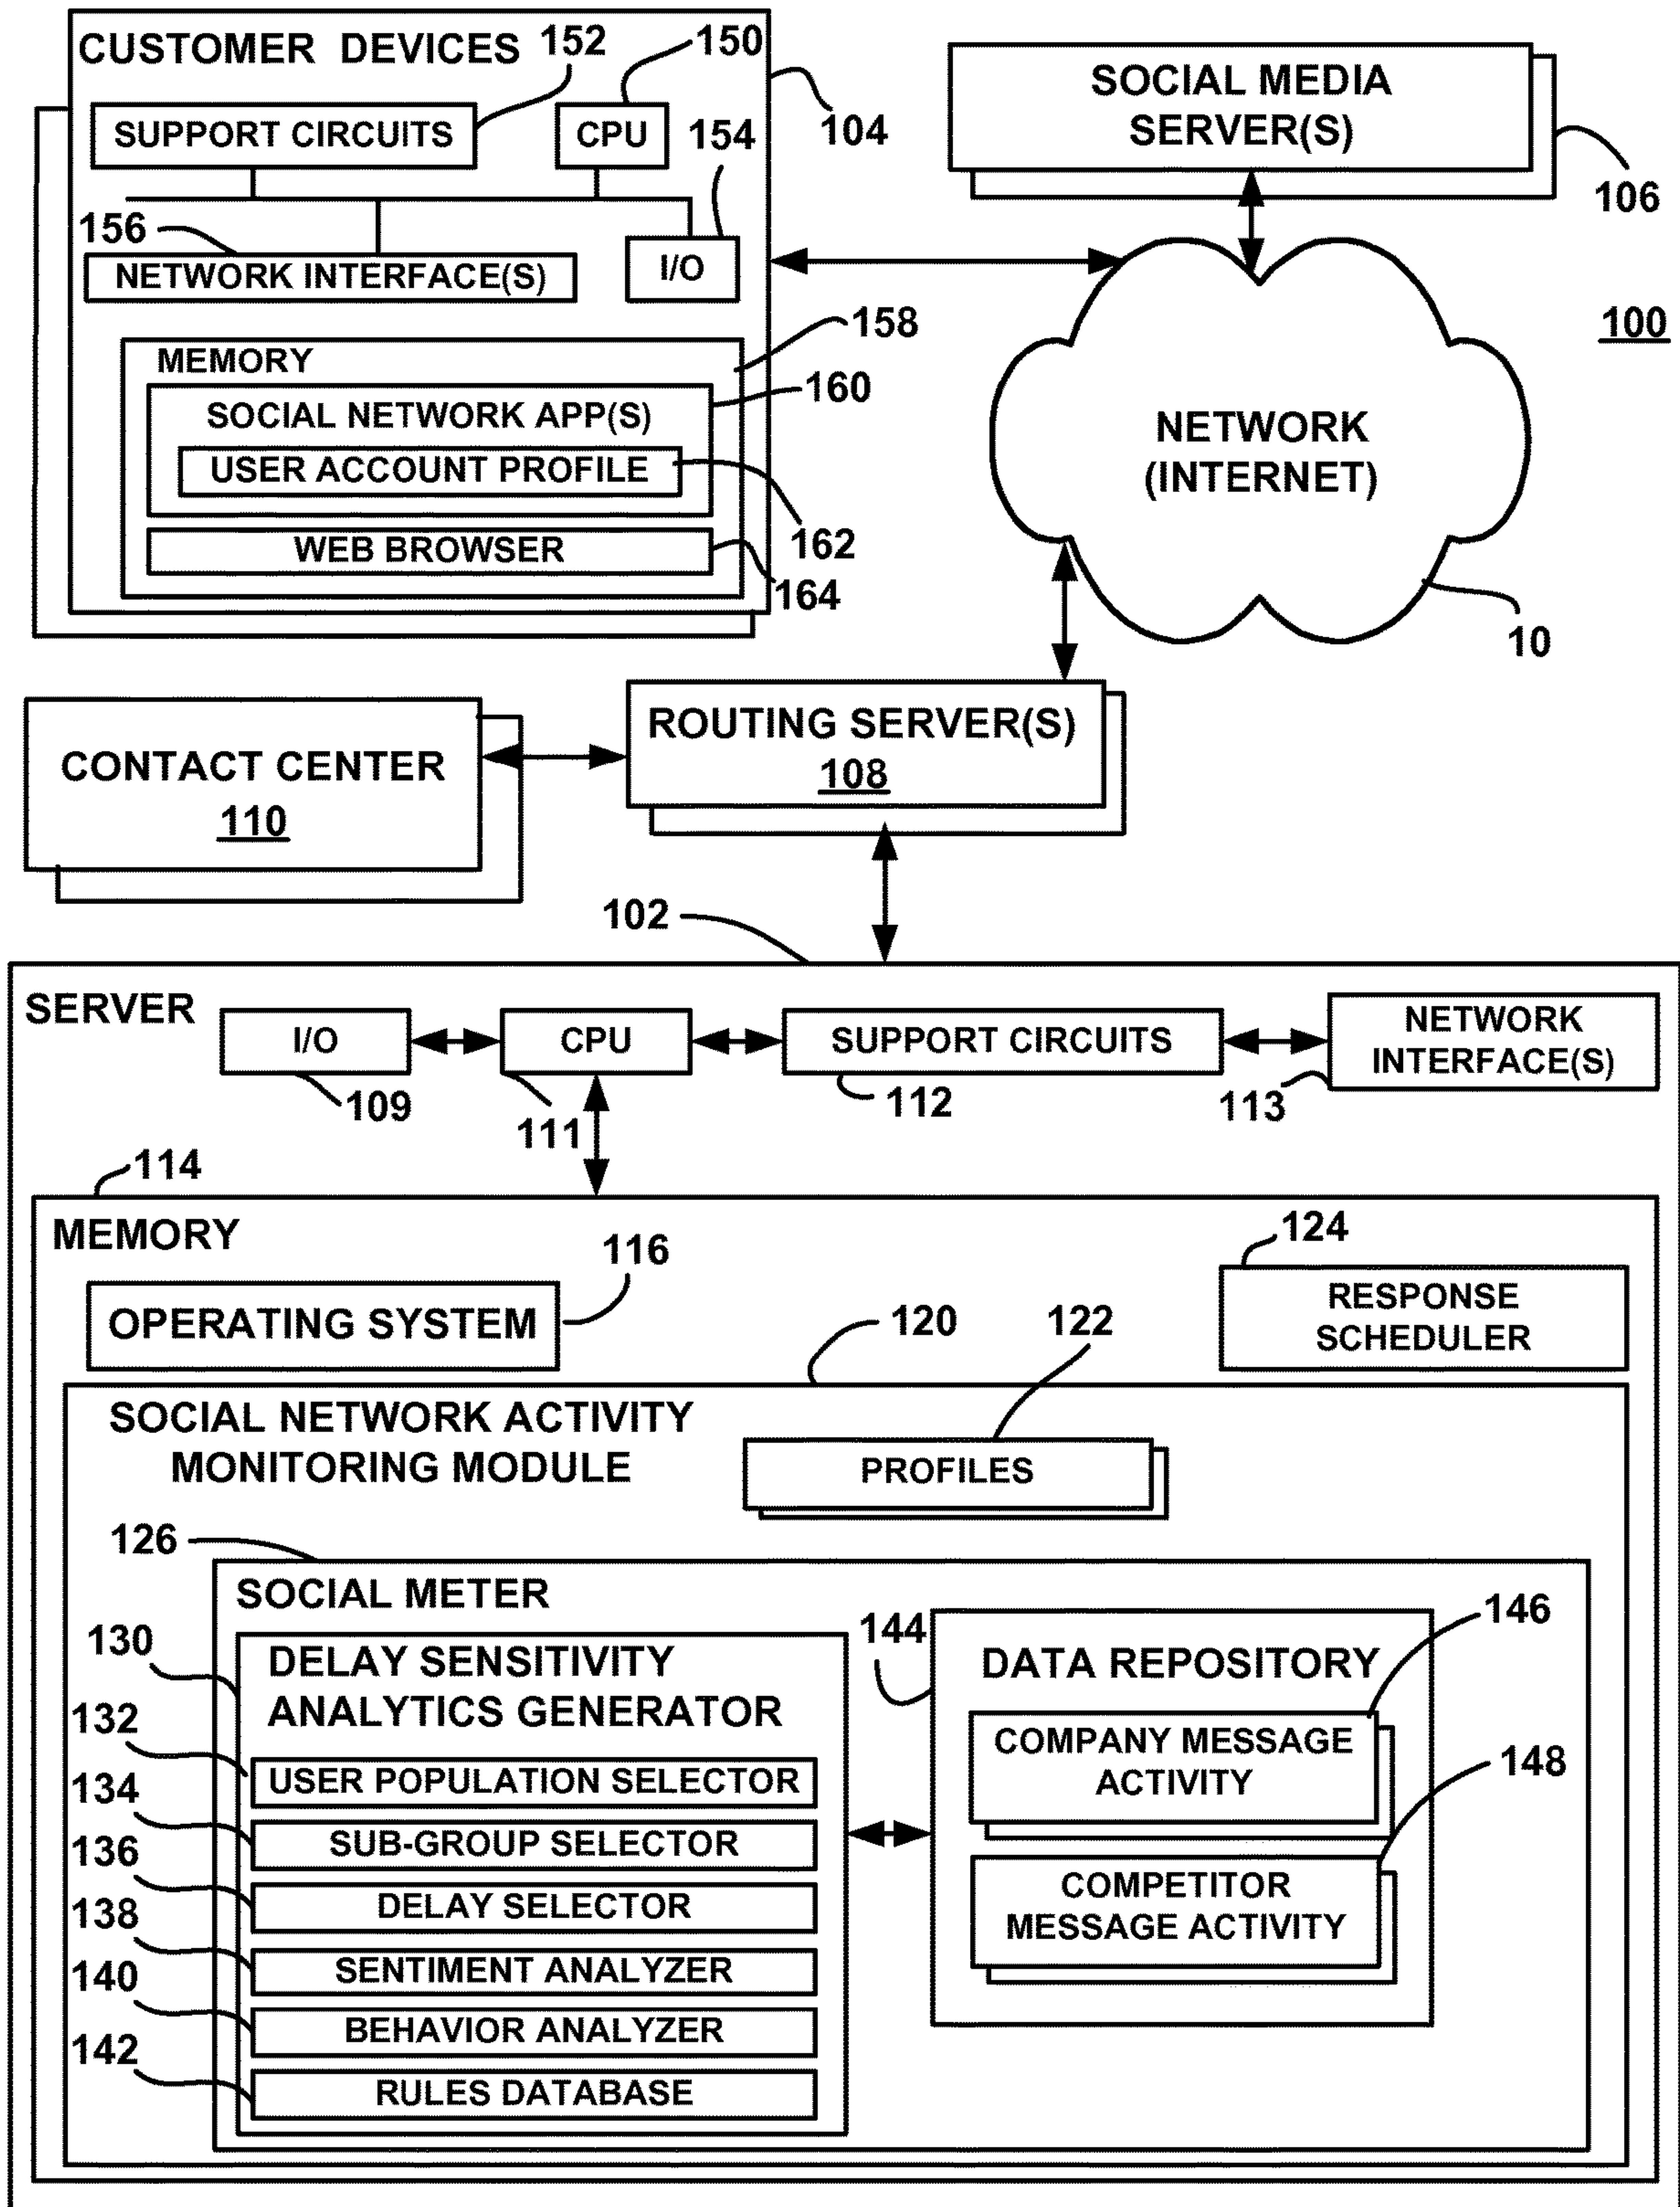 CUSTOMER DEVICES
152
150
SUPPORT CIRCUITS
CPU
154
104
156
NETWORK INTERFACE(S)
I/O
158
MEMORY
160
SOCIAL NETWORK APP(S)
USER ACCOUNT PROFILE
162
WEB BROWSER
164
SOCIAL MEDIA
SERVER(S)
106
100
NETWORK
(INTERNET)
10
ROUTING SERVER(S)
108
CONTACT CENTER
110
102
SERVER
I/O
CPU
SUPPORT CIRCUITS
NETWORK
INTERFACE(S)
109
111
112
113
114
MEMORY
116
124
OPERATING SYSTEM
RESPONSE
SCHEDULER
120
122
SOCIAL NETWORK ACTIVITY
MONITORING MODULE
PROFILES
126
SOCIAL METER
130
DELAY SENSITIVITY
ANALYTICS GENERATOR
132
USER POPULATION SELECTOR
134
SUB-GROUP SELECTOR
136
DELAY SELECTOR
138
SENTIMENT ANALYZER
140
BEHAVIOR ANALYZER
142
RULES DATABASE
144
146
DATA REPOSITORY
COMPANY MESSAGE
ACTIVITY
148
COMPETITOR
MESSAGE ACTIVITY